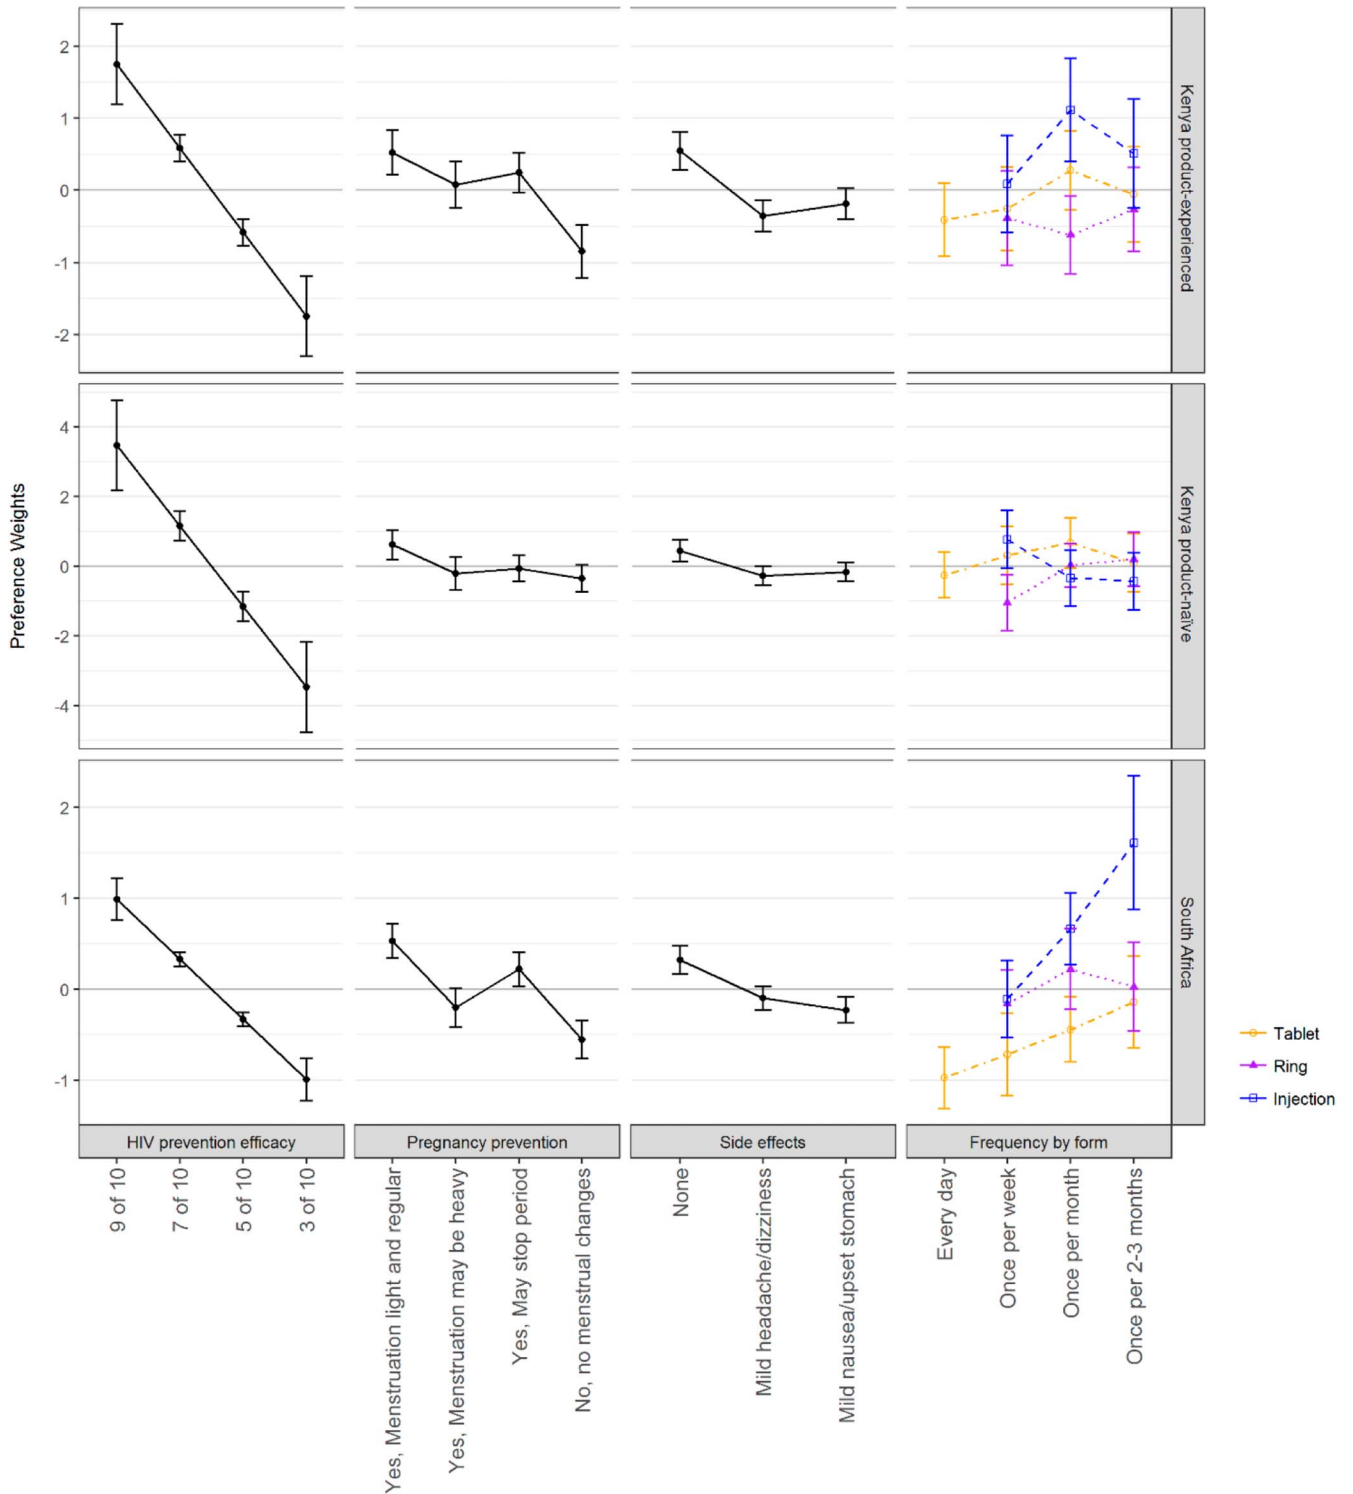 Preference Weights
2
1
0
-1
-2
Kenya product-experienced
4
2
0
-2
-4
Kenya product-naïve
2
1
0
-1
South Africa
Tablet
Ring
Injection
HIV prevention efficacy
Pregnancy prevention
Side effects
Frequency by form
9 of 10
7 of 10
5 of 10
3 of 10
Yes, Menstruation light and regular
Yes, Menstruation may be heavy
Yes, May stop period
No, no menstrual changes
None
Mild headache/dizziness
Mild nausea/upset stomach
Every day
Once per week
Once per month
Once per 2-3 months